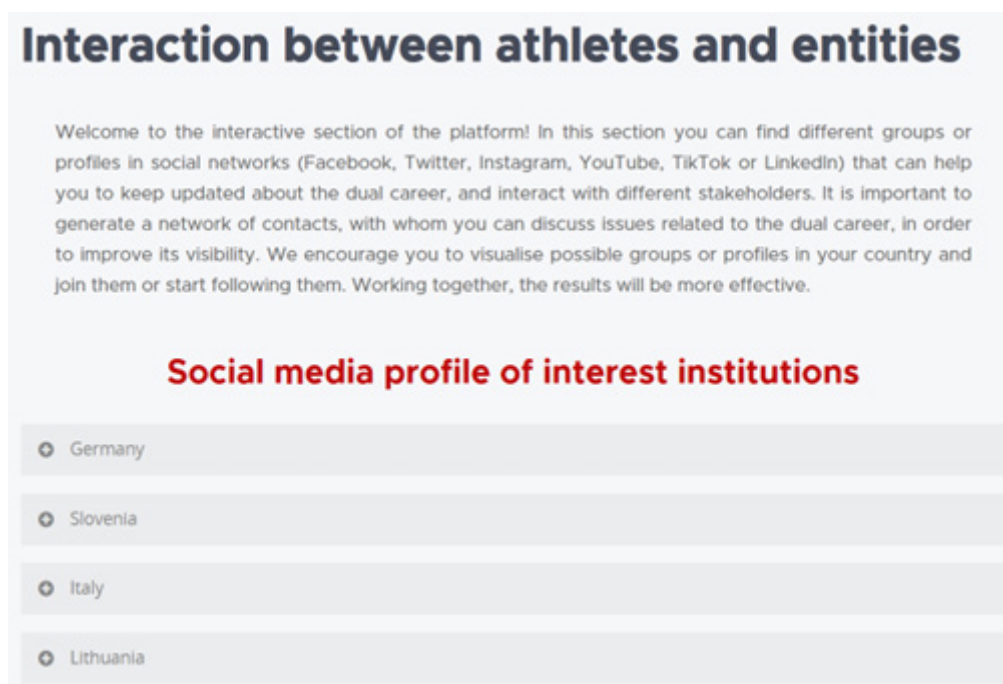 Interaction between athletes and entities
Welcome to the interactive section of the platform! In this section you can find different groups or
profiles in social networks (Facebook, Twitter, Instagram, YouTube, TikTok or LinkedIn) that can help
you to keep updated about the dual career, and interact with different stakeholders. It is important to
generate a network of contacts, with whom you can discuss issues related to the dual career, in order
to improve its visibility. We encourage you to visualise possible groups or profiles in your country and
join them or start following them. Working together, the results will be more effective.
Social media profile of interest institutions
Germany
Slovenia
Italy
Lithuania